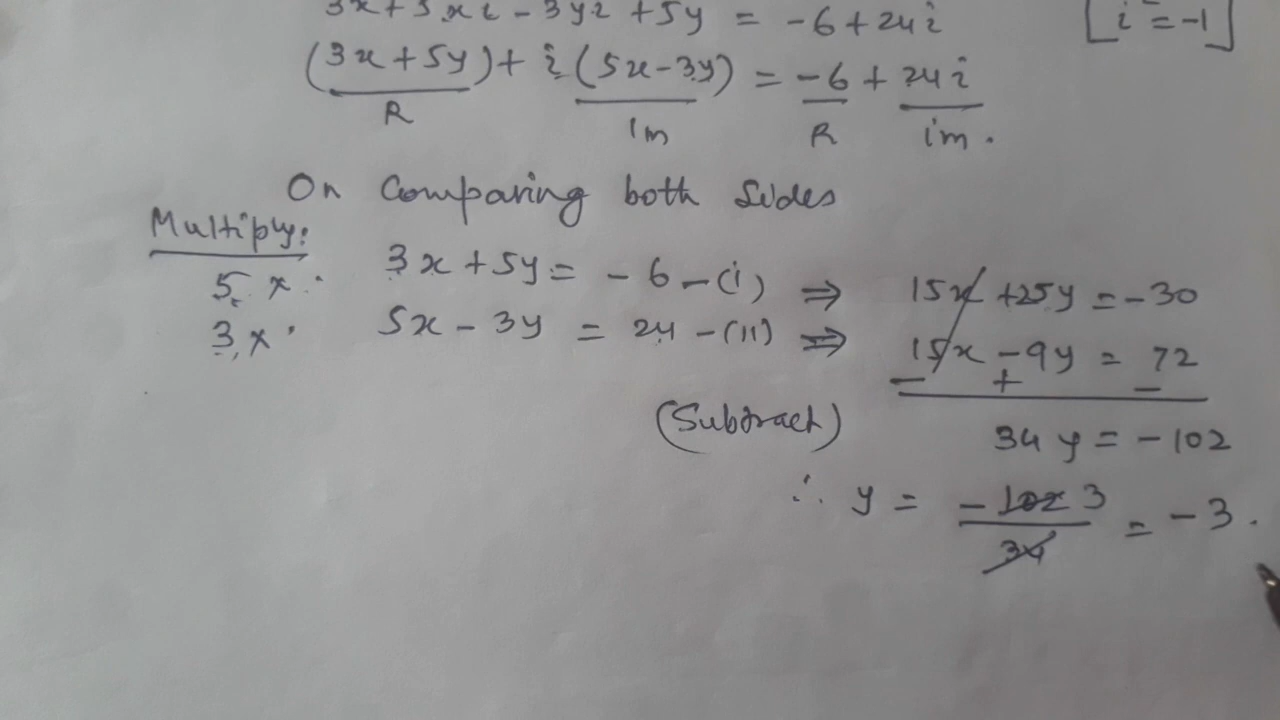 3x+5xi-3yi+5y = -6+24i [i²=-1]
(3x+5y)+i(5x-3y) = -6+24i
R Im R im.
On Comparing both Sides
Multiply:
5 x. 3x+5y = -6 -(i) ⇒ 15x+25y = -30
3 x. 5x-3y = 24 -(ii) ⇒ 15x-9y = 72
- + -
(Subtract) 34y = -102
∴ y = -102 3/34 = -3.